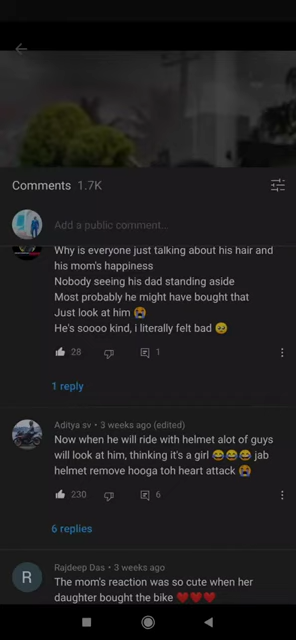 Comments 1.7K
Add a public comment...
Why is everyone just talking about his hair and
his mom's happiness
Nobody seeing his dad standing aside
Most probably he might have bought that
Just look at him 😭
He's soooo kind, i literally felt bad 🥺
28 1
1 reply
Aditya sv • 3 weeks ago (edited)
Now when he will ride with helmet alot of guys
will look at him, thinking it's a girl 😂😂😂 jab
helmet remove hooga toh heart attack 😭
230 6
6 replies
R
Rajdeep Das • 3 weeks ago
The mom's reaction was so cute when her
daughter bought the bike ❤❤❤